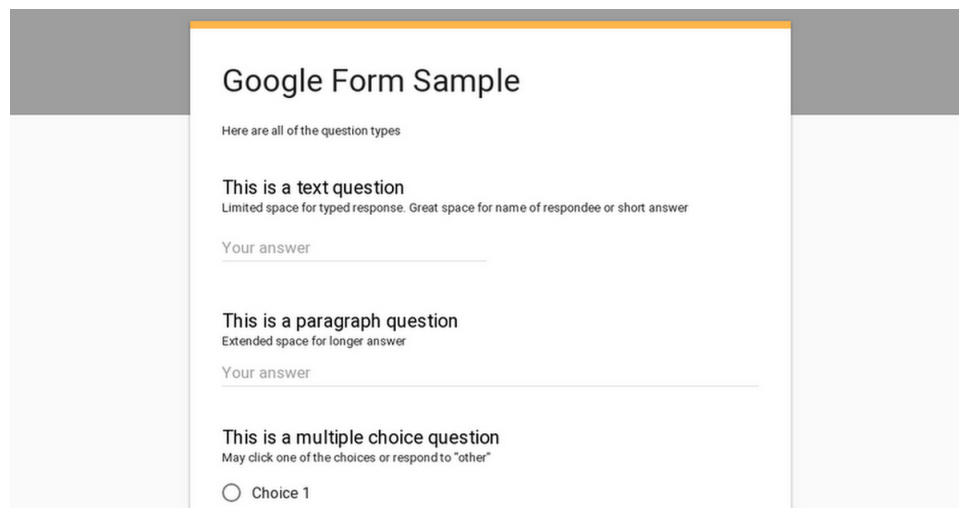 Google Form Sample
Here are all of the question types
This is a text question
Limited space for typed response. Great space for name of respondee or short answer
Your answer
This is a paragraph question
Extended space for longer answer
Your answer
This is a multiple choice question
May click one of the choices or respond to "other"
Choice 1